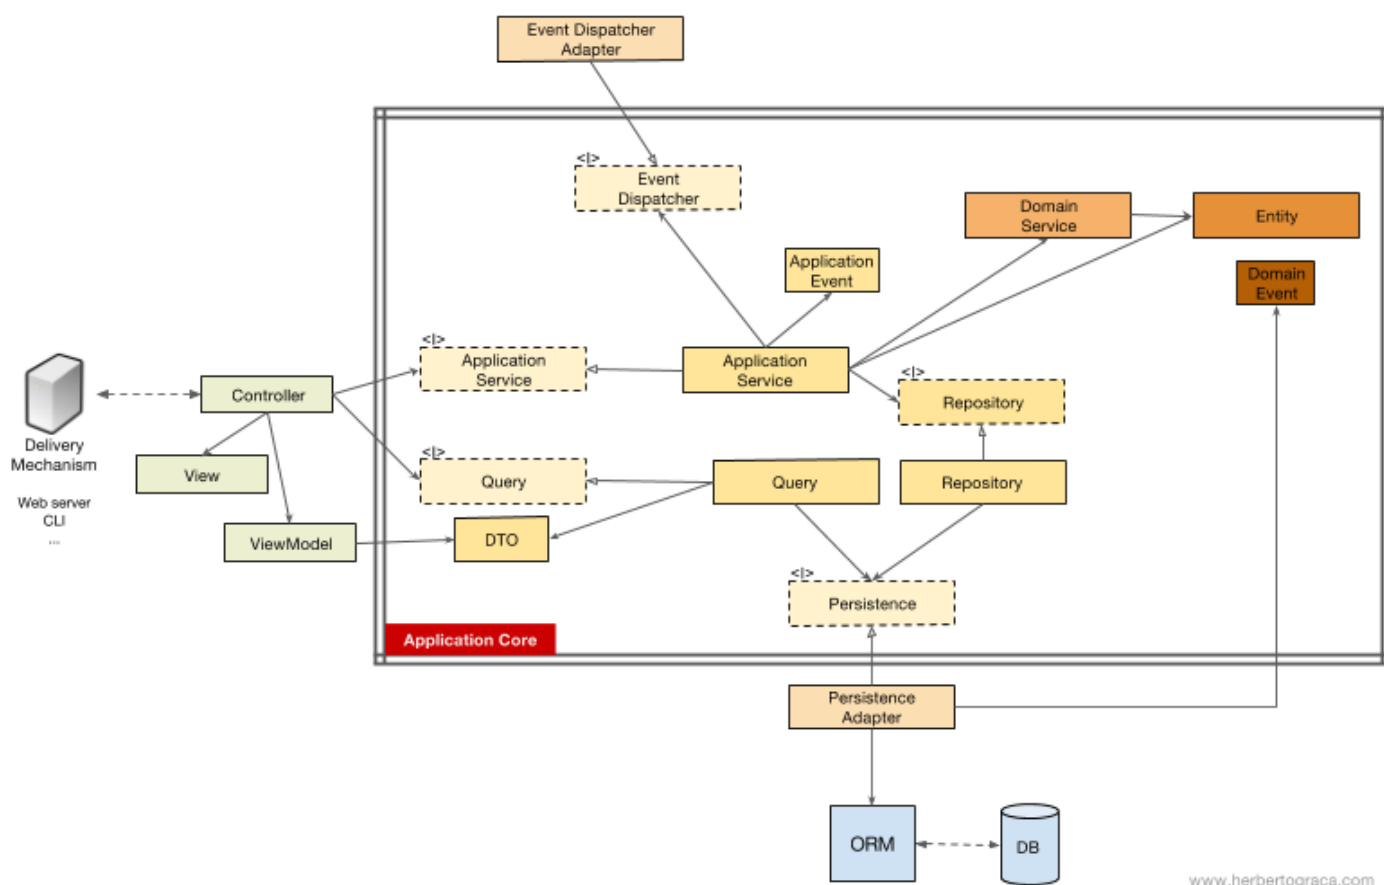 Event Dispatcher
Adapter
<I>
Event
Dispatcher
Domain
Service
Entity
Application
Event
Domain
Event
<I>
Application
Service
Application
Service
<I>
Repository
Controller
Delivery
Mechanism
Web server
CLI
...
View
<I>
Query
Query
Repository
ViewModel
DTO
<I>
Persistence
Application Core
Persistence
Adapter
ORM
DB
www.herbertograca.com